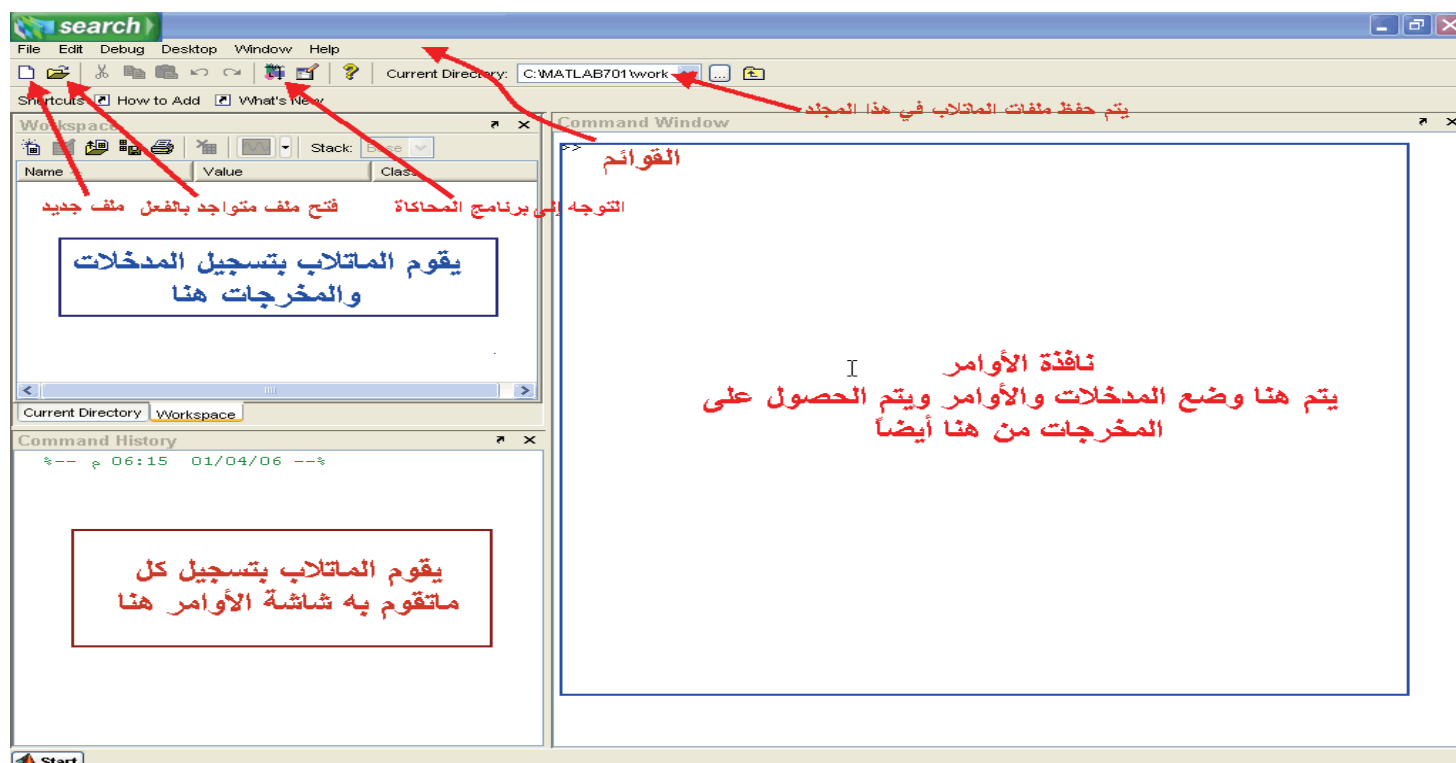 search
File Edit Debug Desktop Window Help
Current Directory: C:\MATLAB701\work
Shortcuts How to Add What's New
يتم حفظ ملفات الماتلاب في هذا المجلد
Workspace
Stack: Base
Name Value Class
ملف جديد
فتح ملف متواجد بالفعل
التوجه إلى برنامج المحاكاة
يقوم الماتلاب بتسجيل المدخلات
والمخرجات هنا
Current Directory Workspace
Command History
%-- م 06:15 01/04/06 --%
يقوم الماتلاب بتسجيل كل
ماتقوم به شاشة الأوامر هنا
Command Window
>>
القوائم
نافذة الأوامر
يتم هنا وضع المدخلات والأوامر ويتم الحصول على
المخرجات من هنا أيضاً
Start